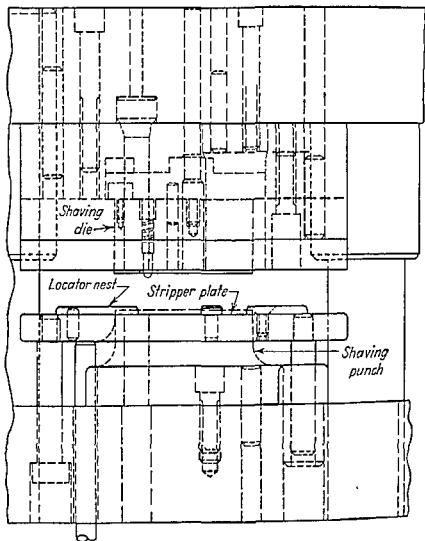 Shaving
die
Locator nest
Stripper plate
Shaving
punch